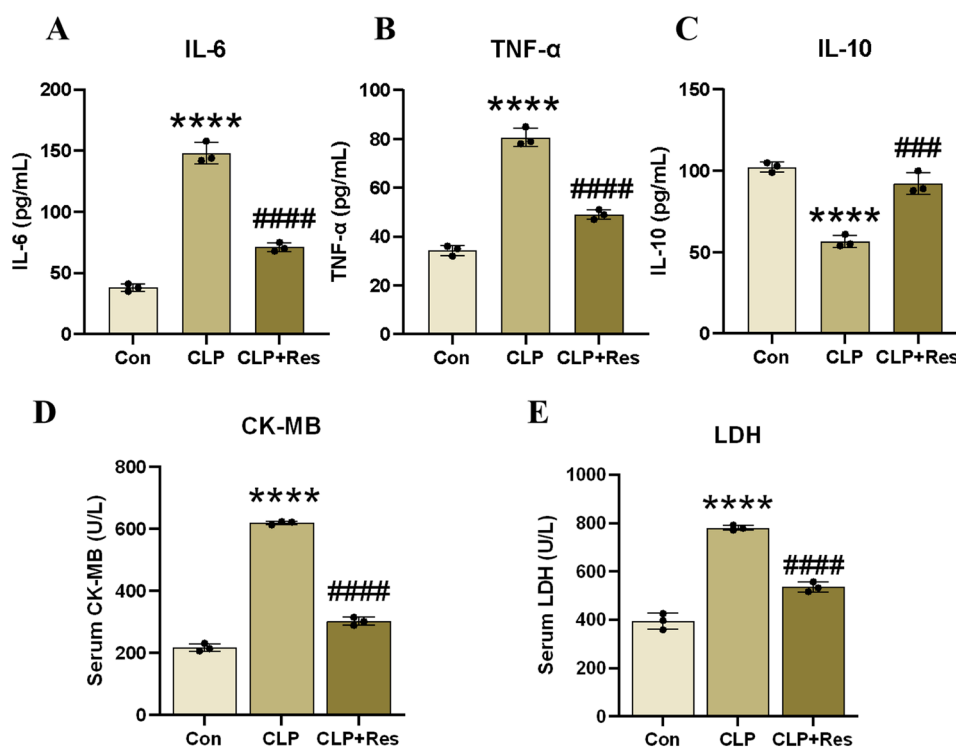 A
IL-6
IL-6 (pg/mL)
200
150
100
50
0
****
####
Con CLP CLP+Res
B
TNF-α
TNF-α (pg/mL)
100
80
60
40
20
0
****
####
Con CLP CLP+Res
C
IL-10
IL-10 (pg/mL)
150
100
50
0
****
###
Con CLP CLP+Res
D
CK-MB
Serum CK-MB (U/L)
800
600
400
200
0
****
####
Con CLP CLP+Res
E
LDH
Serum LDH (U/L)
1000
800
600
400
200
0
****
####
Con CLP CLP+Res